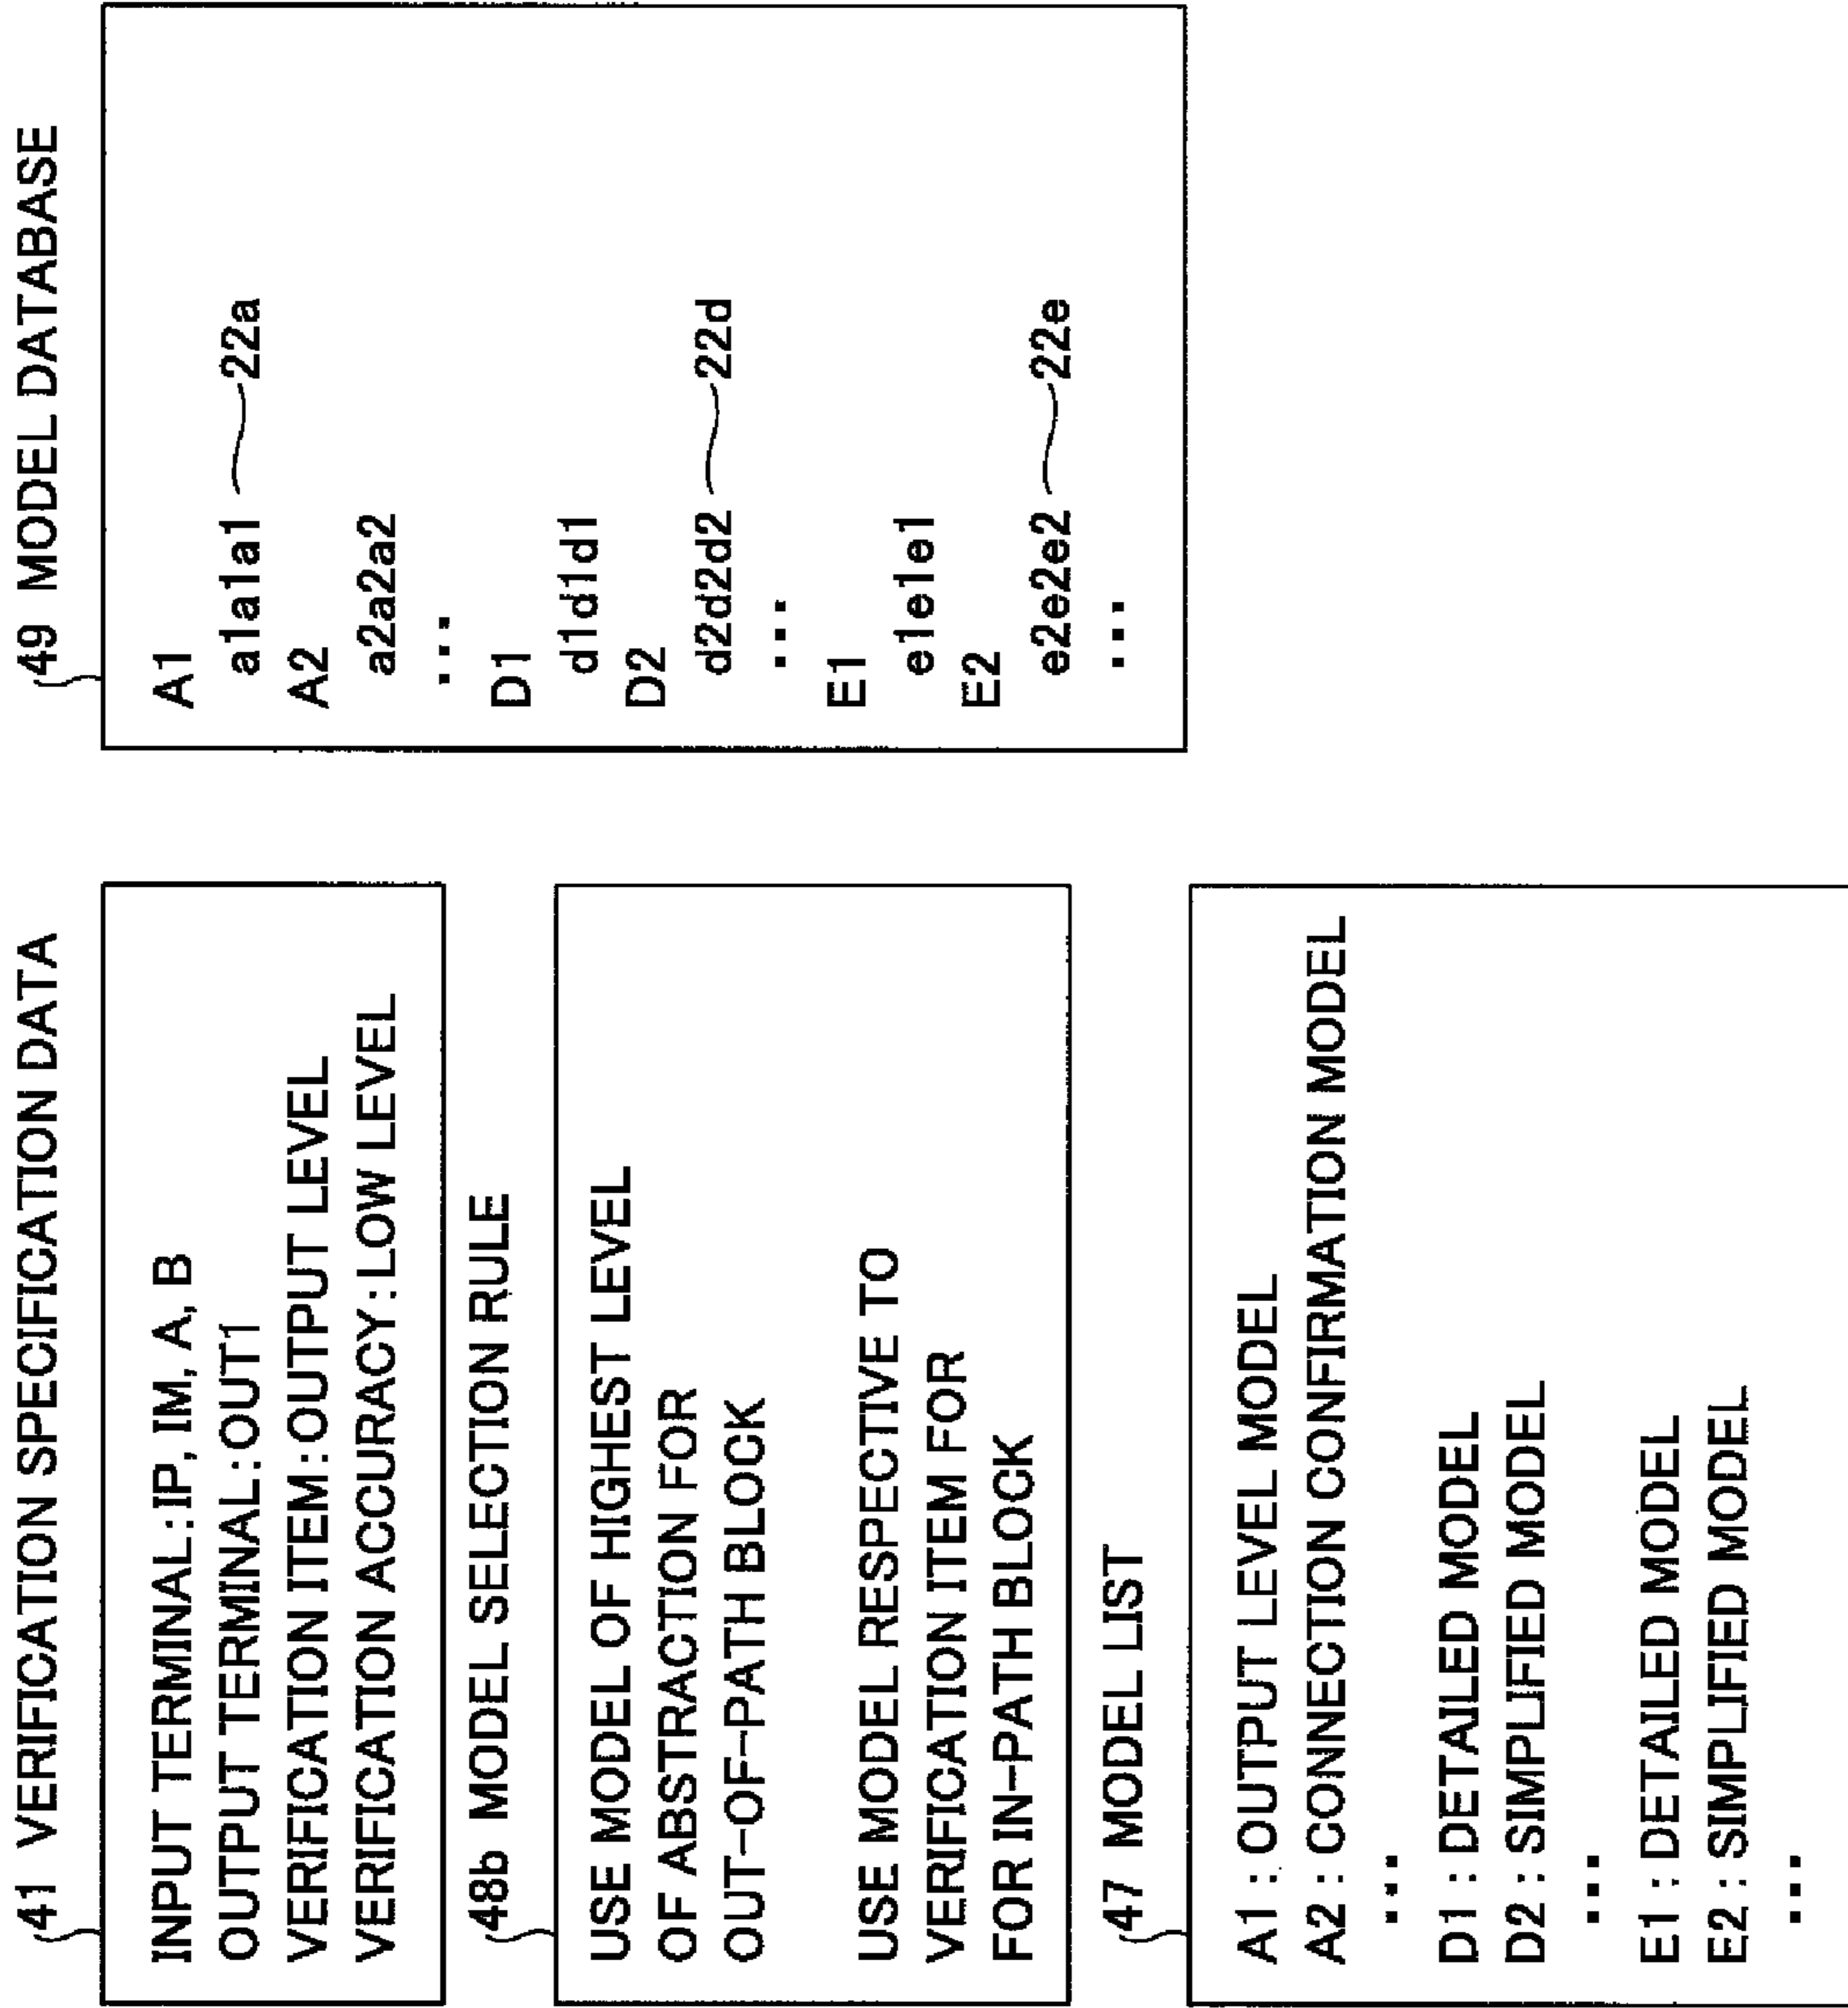 41 VERIFICATION SPECIFICATION DATA
INPUT TERMINAL:IP, IM, A, B
OUTPUT TERMINAL:OUT1
VERIFICATION ITEM:OUTPUT LEVEL
VERIFICATION ACCURACY:LOW LEVEL
48b MODEL SELECTION RULE
USE MODEL OF HIGHEST LEVEL
OF ABSTRACTION FOR
OUT-OF-PATH BLOCK
USE MODEL RESPECTIVE TO
VERIFICATION ITEM FOR
FOR IN-PATH BLOCK
47 MODEL LIST
A1 : OUTPUT LEVEL MODEL
A2 : CONNECTION CONFIRMATION MODEL
...
D1 : DETAILED MODEL
D2 : SIMPLIFIED MODEL
...
E1 : DETAILED MODEL
E2 : SIMPLIFIED MODEL
...
49 MODEL DATABASE
A1
a1a1a1 22a
A2
a2a2a2
...
D1
d1d1d1
D2
d2d2d2 22d
...
E1
e1e1e1
E2
e2e2e2 22e
...